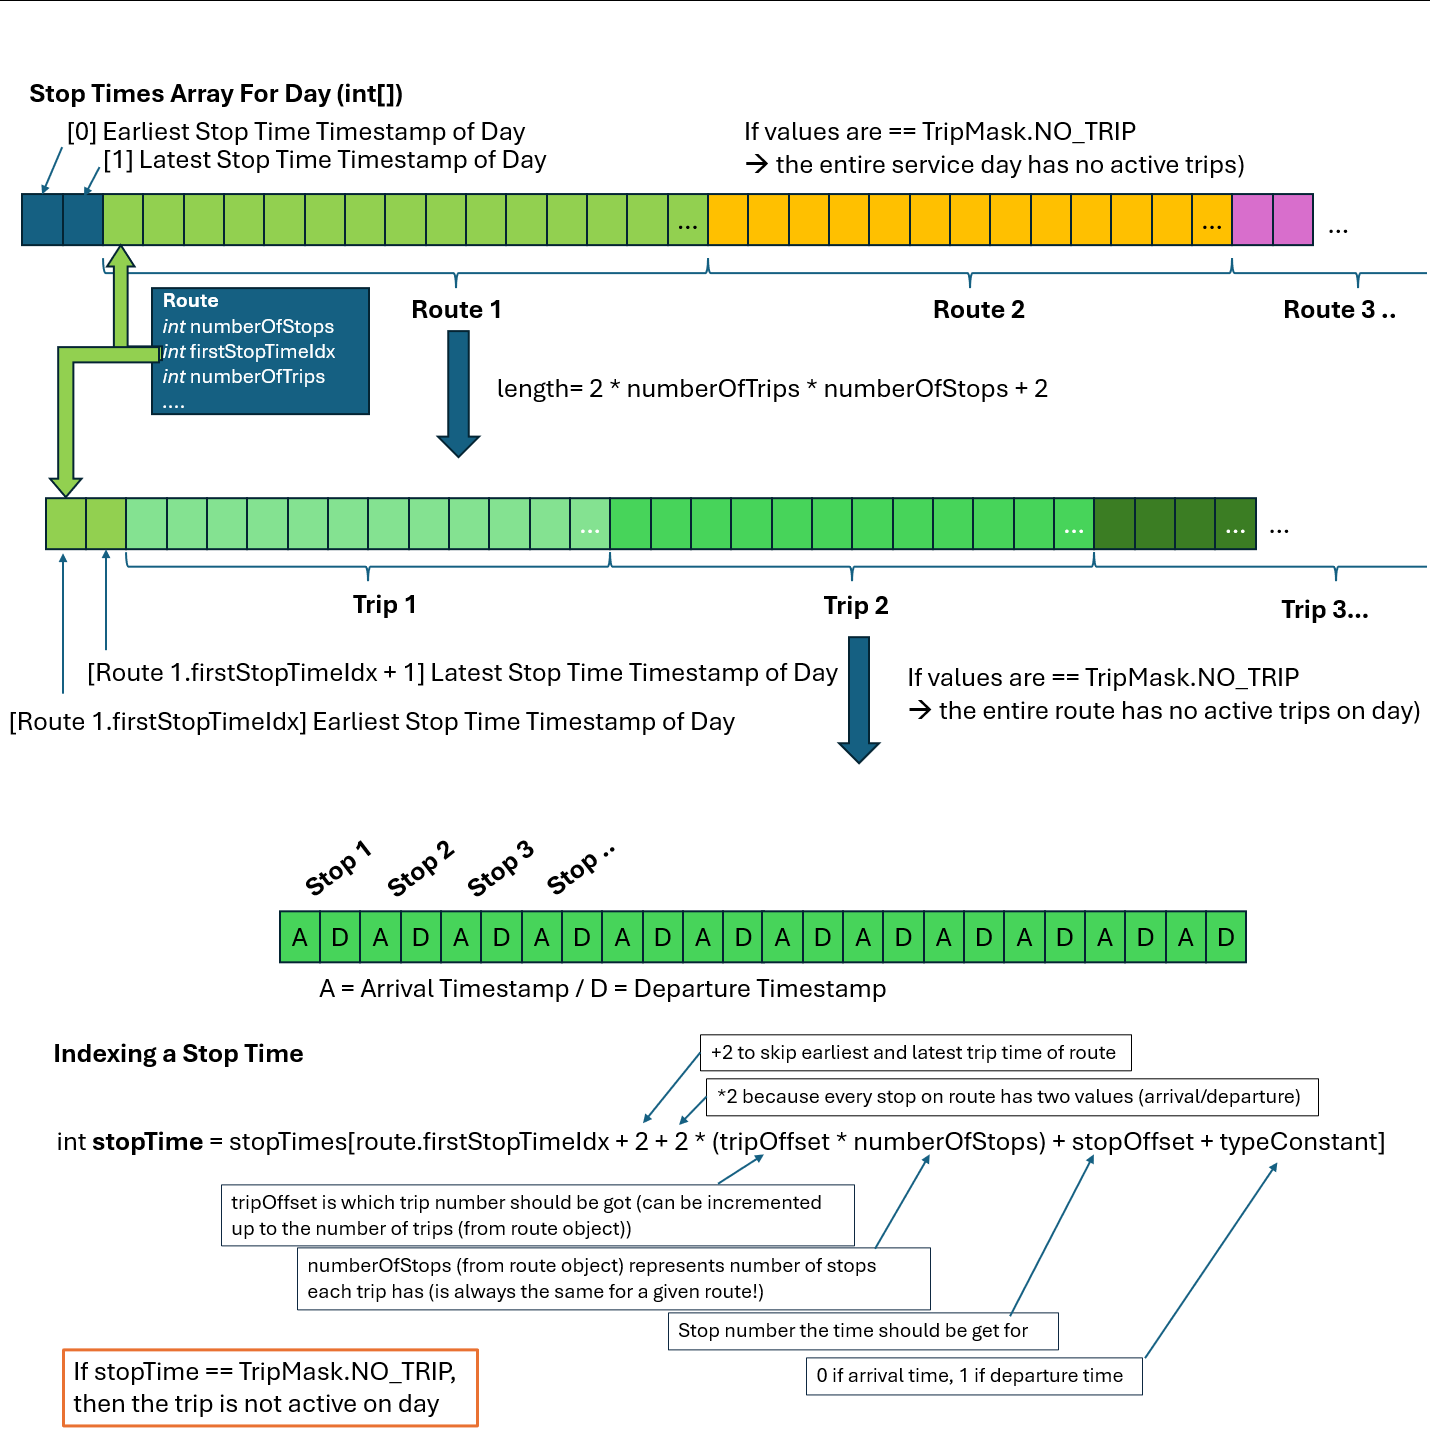 Stop Times Array For Day (int[])
[0] Earliest Stop Time Timestamp of Day
[1] Latest Stop Time Timestamp of Day
If values are == TripMask.NO_TRIP
→ the entire service day has no active trips)
...
...
...
Route
int numberOfStops
int firstStopTimeIdx
int numberOfTrips
....
Route 1
Route 2
Route 3 ..
length= 2 * numberOfTrips * numberOfStops + 2
...
...
...
...
Trip 1
Trip 2
Trip 3...
[Route 1.firstStopTimeIdx + 1] Latest Stop Time Timestamp of Day
[Route 1.firstStopTimeIdx] Earliest Stop Time Timestamp of Day
If values are == TripMask.NO_TRIP
→ the entire route has no active trips on day)
Stop 1
Stop 2
Stop 3
Stop ..
A D A D A D A D A D A D A D A D A D A D A D A D
A = Arrival Timestamp / D = Departure Timestamp
Indexing a Stop Time
+2 to skip earliest and latest trip time of route
*2 because every stop on route has two values (arrival/departure)
int stopTime = stopTimes[route.firstStopTimeIdx + 2 + 2 * (tripOffset * numberOfStops) + stopOffset + typeConstant]
tripOffset is which trip number should be got (can be incremented
up to the number of trips (from route object))
numberOfStops (from route object) represents number of stops
each trip has (is always the same for a given route!)
Stop number the time should be get for
0 if arrival time, 1 if departure time
If stopTime == TripMask.NO_TRIP,
then the trip is not active on day